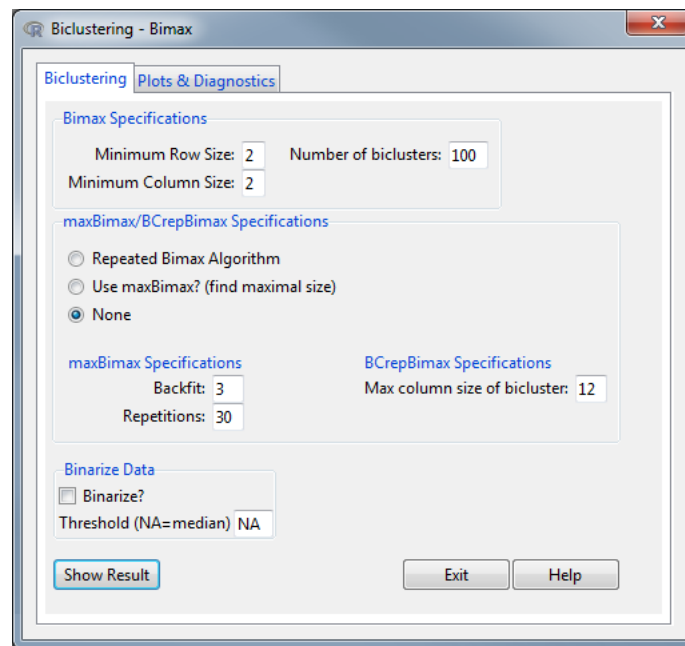 Biclustering - Bimax
Biclustering Plots & Diagnostics
Bimax Specifications
Minimum Row Size: 2 Number of biclusters: 100
Minimum Column Size: 2
maxBimax/BCrepBimax Specifications
Repeated Bimax Algorithm
Use maxBimax? (find maximal size)
None
maxBimax Specifications BCrepBimax Specifications
Backfit: 3 Max column size of bicluster: 12
Repetitions: 30
Binarize Data
Binarize?
Threshold (NA=median) NA
Show Result Exit Help